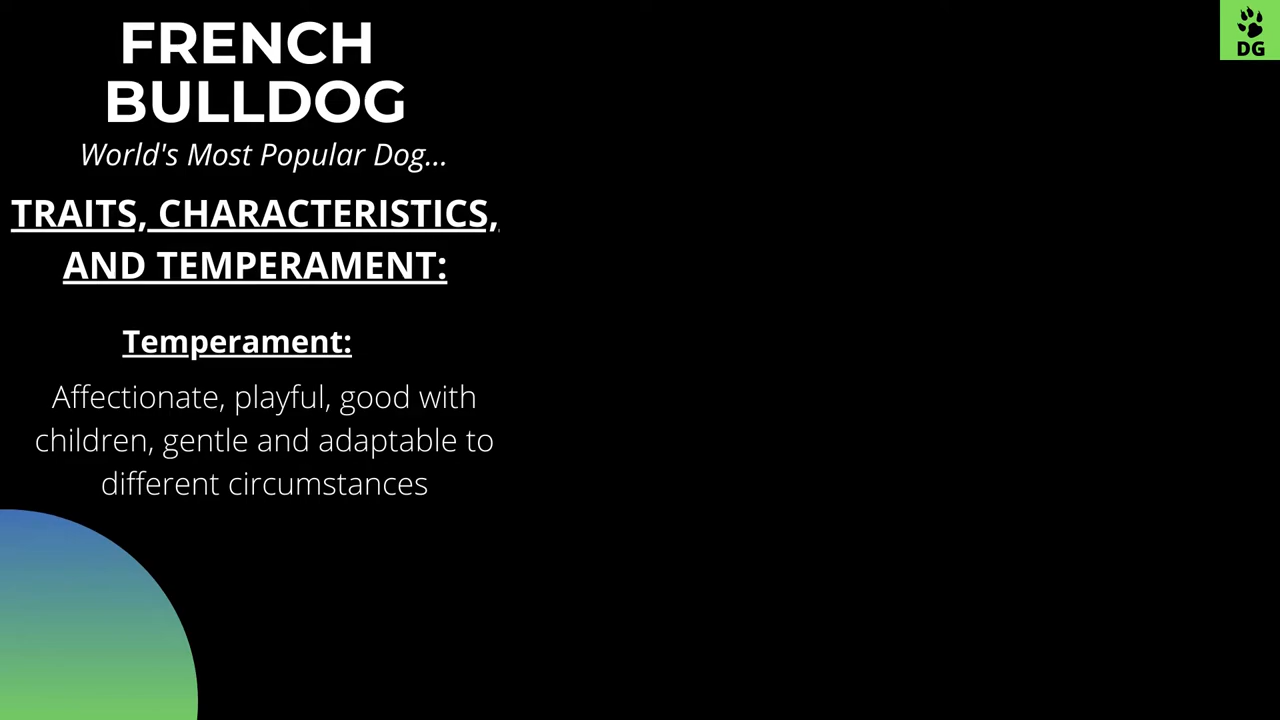 FRENCH
BULLDOG
World's Most Popular Dog...
TRAITS, CHARACTERISTICS,
AND TEMPERAMENT:
Temperament:
Affectionate, playful, good with
children, gentle and adaptable to
different circumstances
DG